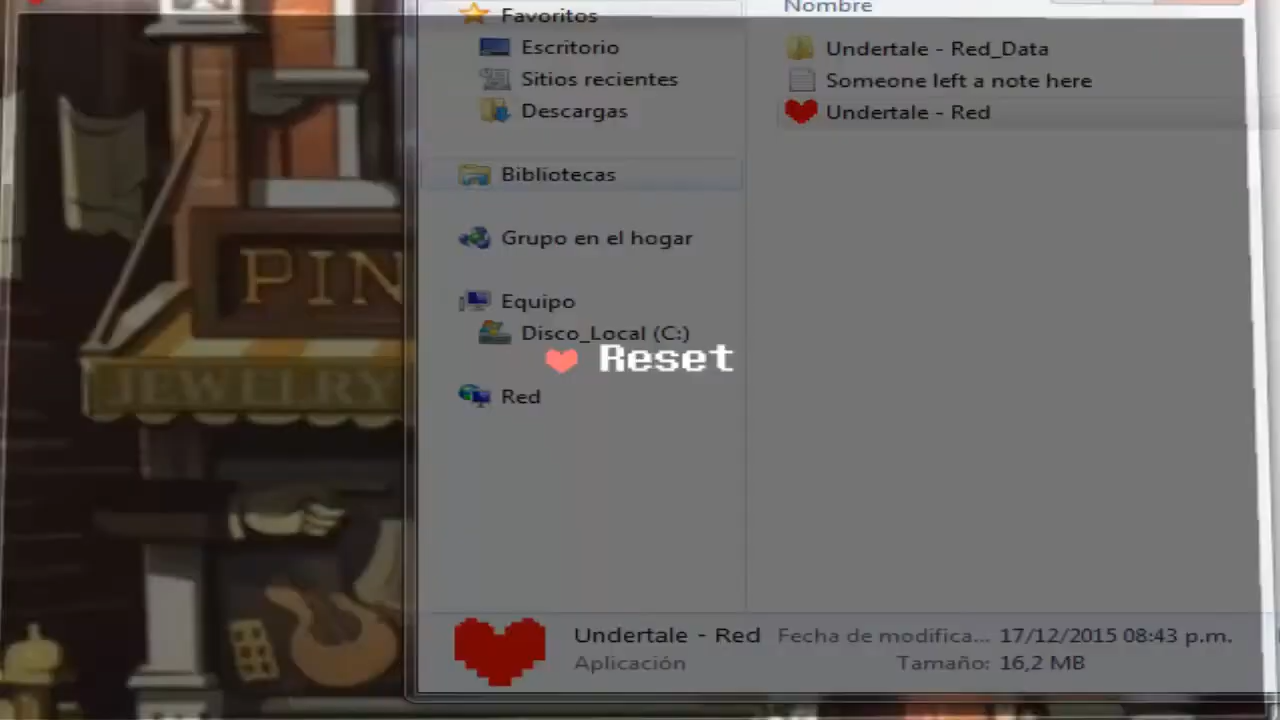 Nombre
Favoritos
Escritorio
Sitios recientes
Descargas
Bibliotecas
Grupo en el hogar
Equipo
Disco_Local (C:)
Red
Undertale - Red_Data
Someone left a note here
Undertale - Red
Reset
PIN
JEWELRY
Undertale - Red Fecha de modifica... 17/12/2015 08:43 p.m.
Aplicación Tamaño: 16,2 MB